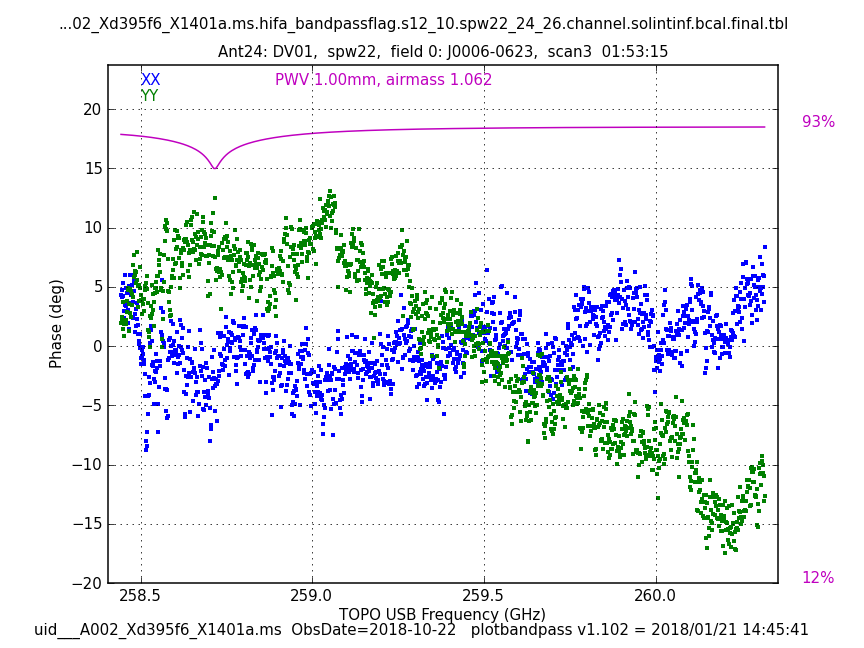 ...02_Xd395f6_X1401a.ms.hifa_bandpassflag.s12_10.spw22_24_26.channel.solintinf.bcal.final.tbl
Ant24: DV01,  spw22,  field 0: J0006-0623,  scan3  01:53:15
XX
PWV 1.00mm, airmass 1.062
YY
93%
20
15
10
5
0
−5
−10
−15
−20
Phase (deg)
12%
258.5
259.0
259.5
260.0
TOPO USB Frequency (GHz)
uid___A002_Xd395f6_X1401a.ms  ObsDate=2018-10-22   plotbandpass v1.102 = 2018/01/21 14:45:41